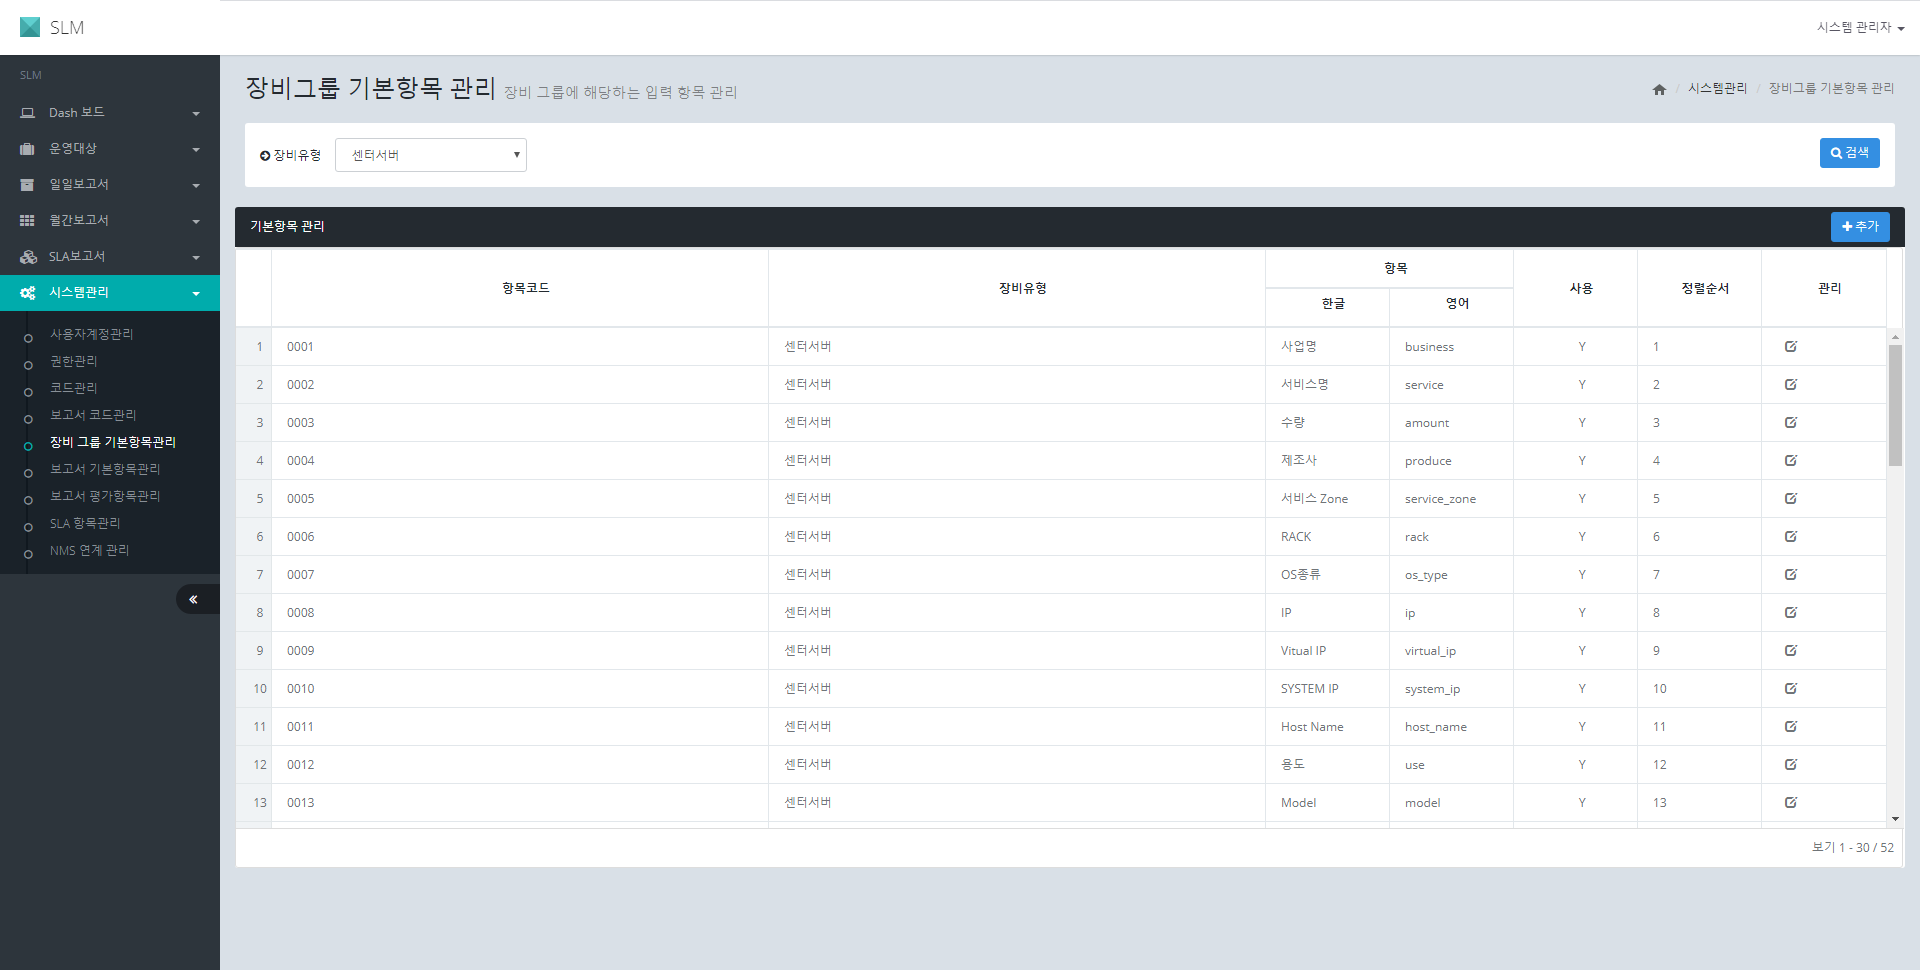 SLM
시스템 관리자
SLM
Dash 보드
운영대상
일일보고서
월간보고서
SLA보고서
시스템관리
사용자계정관리
권한관리
코드관리
보고서 코드관리
장비 그룹 기본항목관리
보고서 기본항목관리
보고서 평가항목관리
SLA 항목관리
NMS 연계 관리
장비그룹 기본항목 관리 장비 그룹에 해당하는 입력 항목 관리
/ 시스템관리 / 장비그룹 기본항목 관리
장비유형 센터서버 검색
기본항목 관리 추가
항목코드 장비유형 항목 사용 정렬순서 관리
한글 영어
1 0001 센터서버 사업명 business Y 1
2 0002 센터서버 서비스명 service Y 2
3 0003 센터서버 수량 amount Y 3
4 0004 센터서버 제조사 produce Y 4
5 0005 센터서버 서비스 Zone service_zone Y 5
6 0006 센터서버 RACK rack Y 6
7 0007 센터서버 OS종류 os_type Y 7
8 0008 센터서버 IP ip Y 8
9 0009 센터서버 Vitual IP virtual_ip Y 9
10 0010 센터서버 SYSTEM IP system_ip Y 10
11 0011 센터서버 Host Name host_name Y 11
12 0012 센터서버 용도 use Y 12
13 0013 센터서버 Model model Y 13
보기 1 - 30 / 52